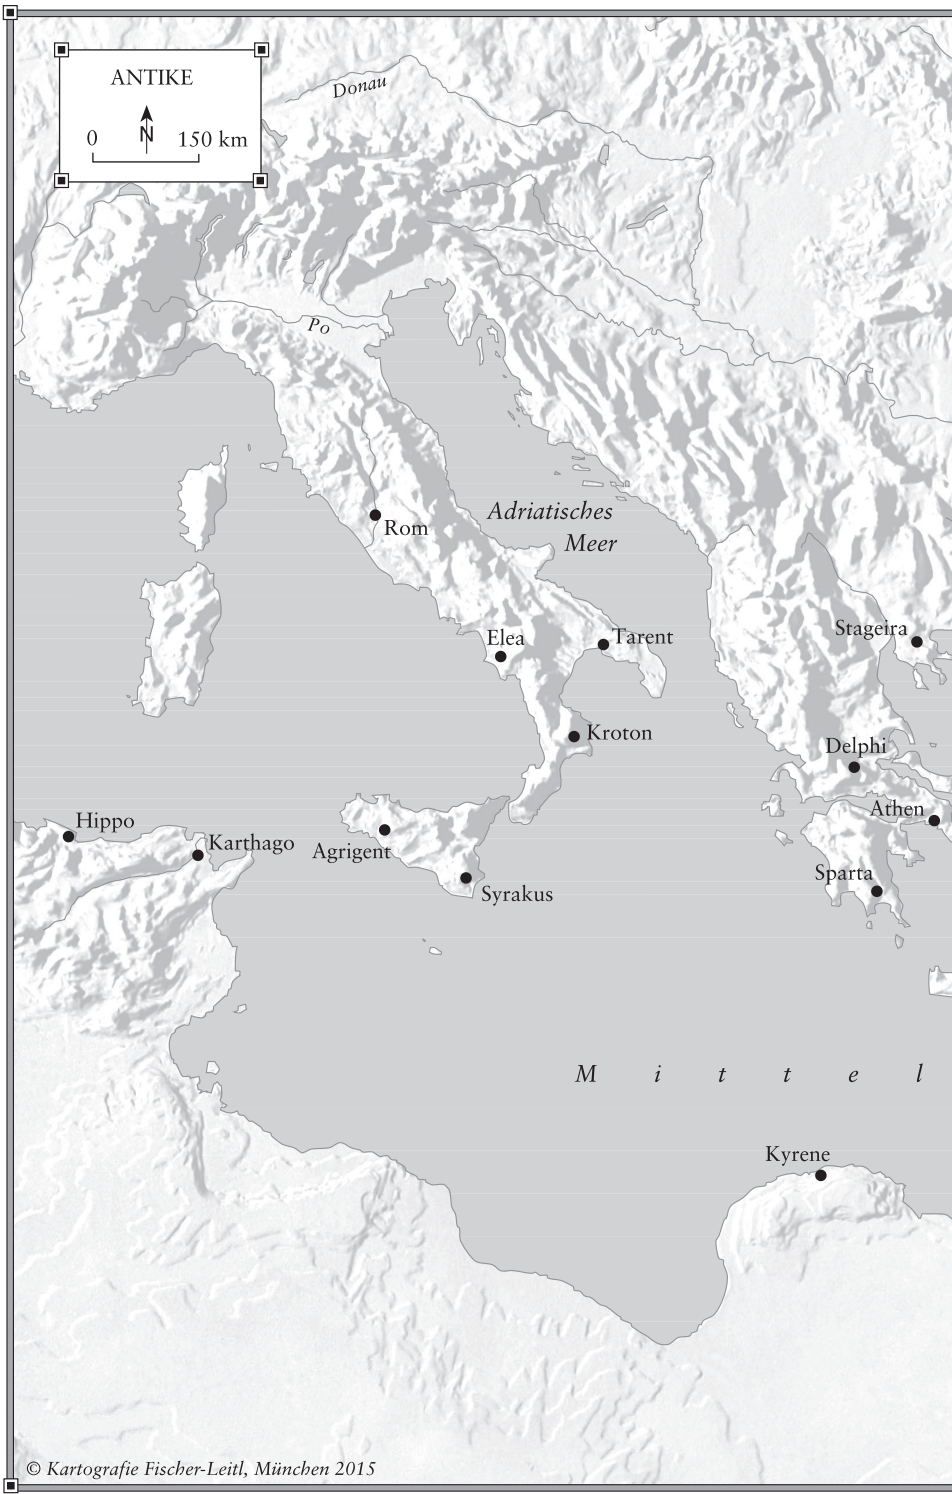 ANTIKE
N
0 150 km
Donau
Po
Adriatisches
Meer
Rom
Elea
Tarent
Stageira
Kroton
Delphi
Athen
Hippo
Karthago
Agrigent
Syrakus
Sparta
M i t t e l
Kyrene
© Kartografie Fischer-Leitl, München 2015